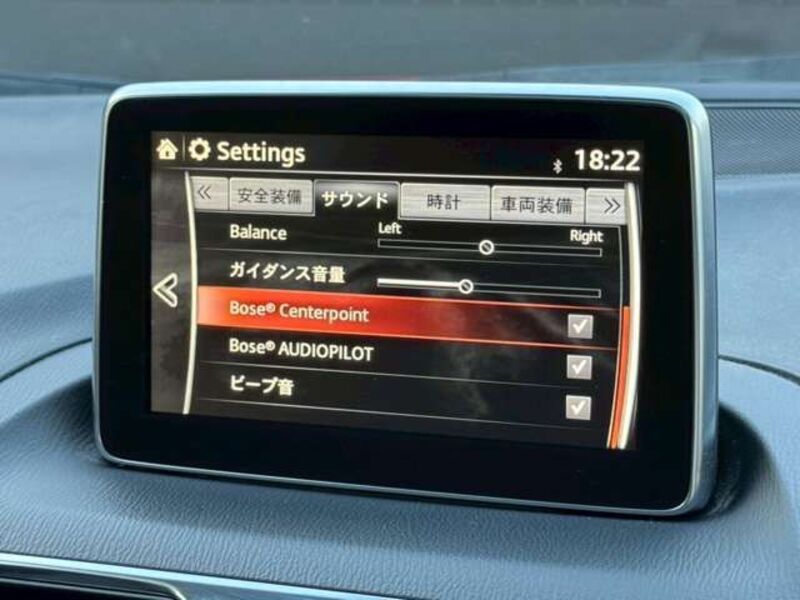 Settings
18:22
安全装備 サウンド 時計 車両装備
Balance Left Right
ガイダンス音量
Bose® Centerpoint
Bose® AUDIOPILOT
ビープ音